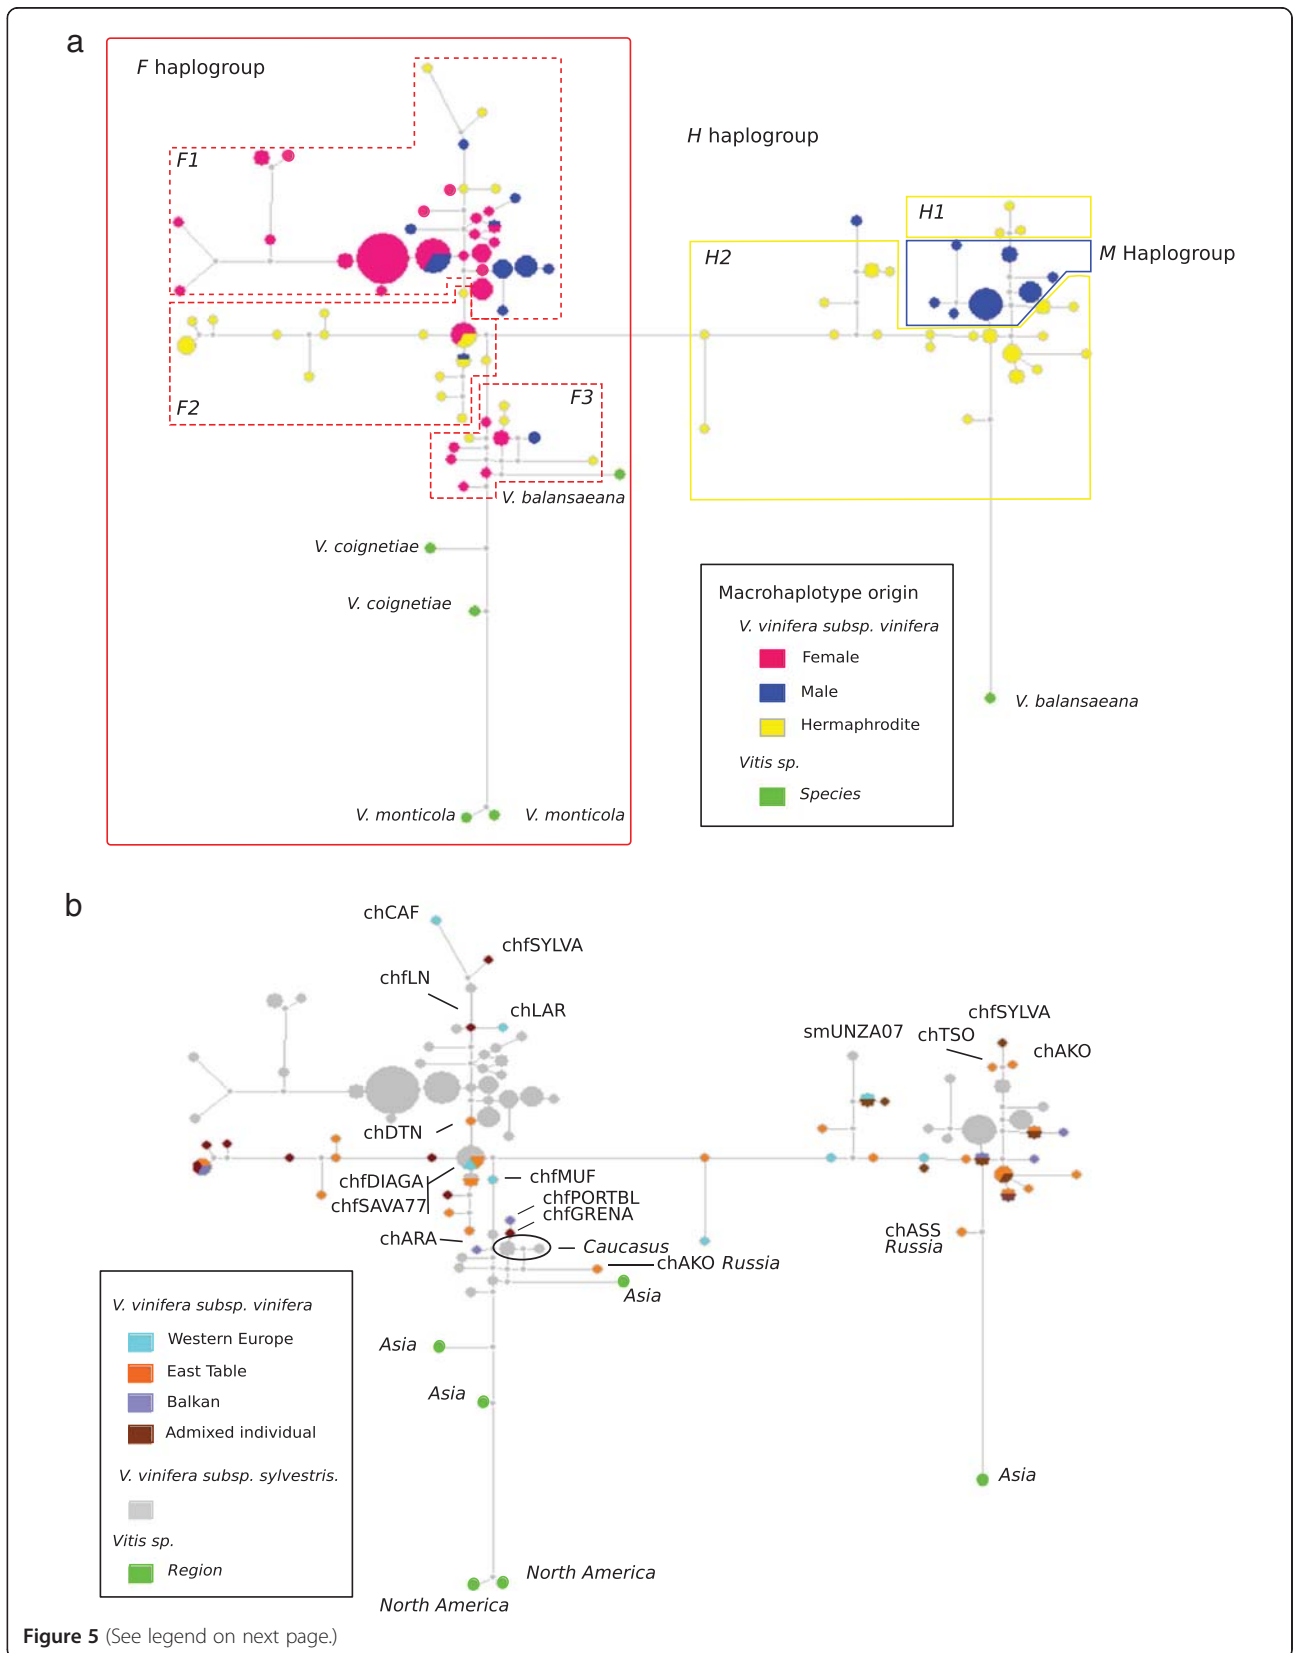 a
F haplogroup
H haplogroup
F1
H1
M Haplogroup
H2
F3
F2
V. balansaeana
V. coignetiae
V. coignetiae
Macrohaplotype origin
V. vinifera subsp. vinifera
Female
Male
Hermaphrodite
Vitis sp.
Species
V. balansaeana
V. monticola
V. monticola
b
chCAF
chfSYLVA
chfLN
chLAR
chfSYLVA
smUNZA07
chTSO
chAKO
chDTN
chfDIAGA
chfMUF
chfSAVA77
chfPORTBL
chfGRENA
chARA
Caucasus
chASS
Russia
chAKO Russia
Asia
V. vinifera subsp. vinifera
Western Europe
East Table
Balkan
Admixed individual
V. vinifera subsp. sylvestris.
Vitis sp.
Region
Asia
Asia
Asia
North America
North America
Figure 5 (See legend on next page.)